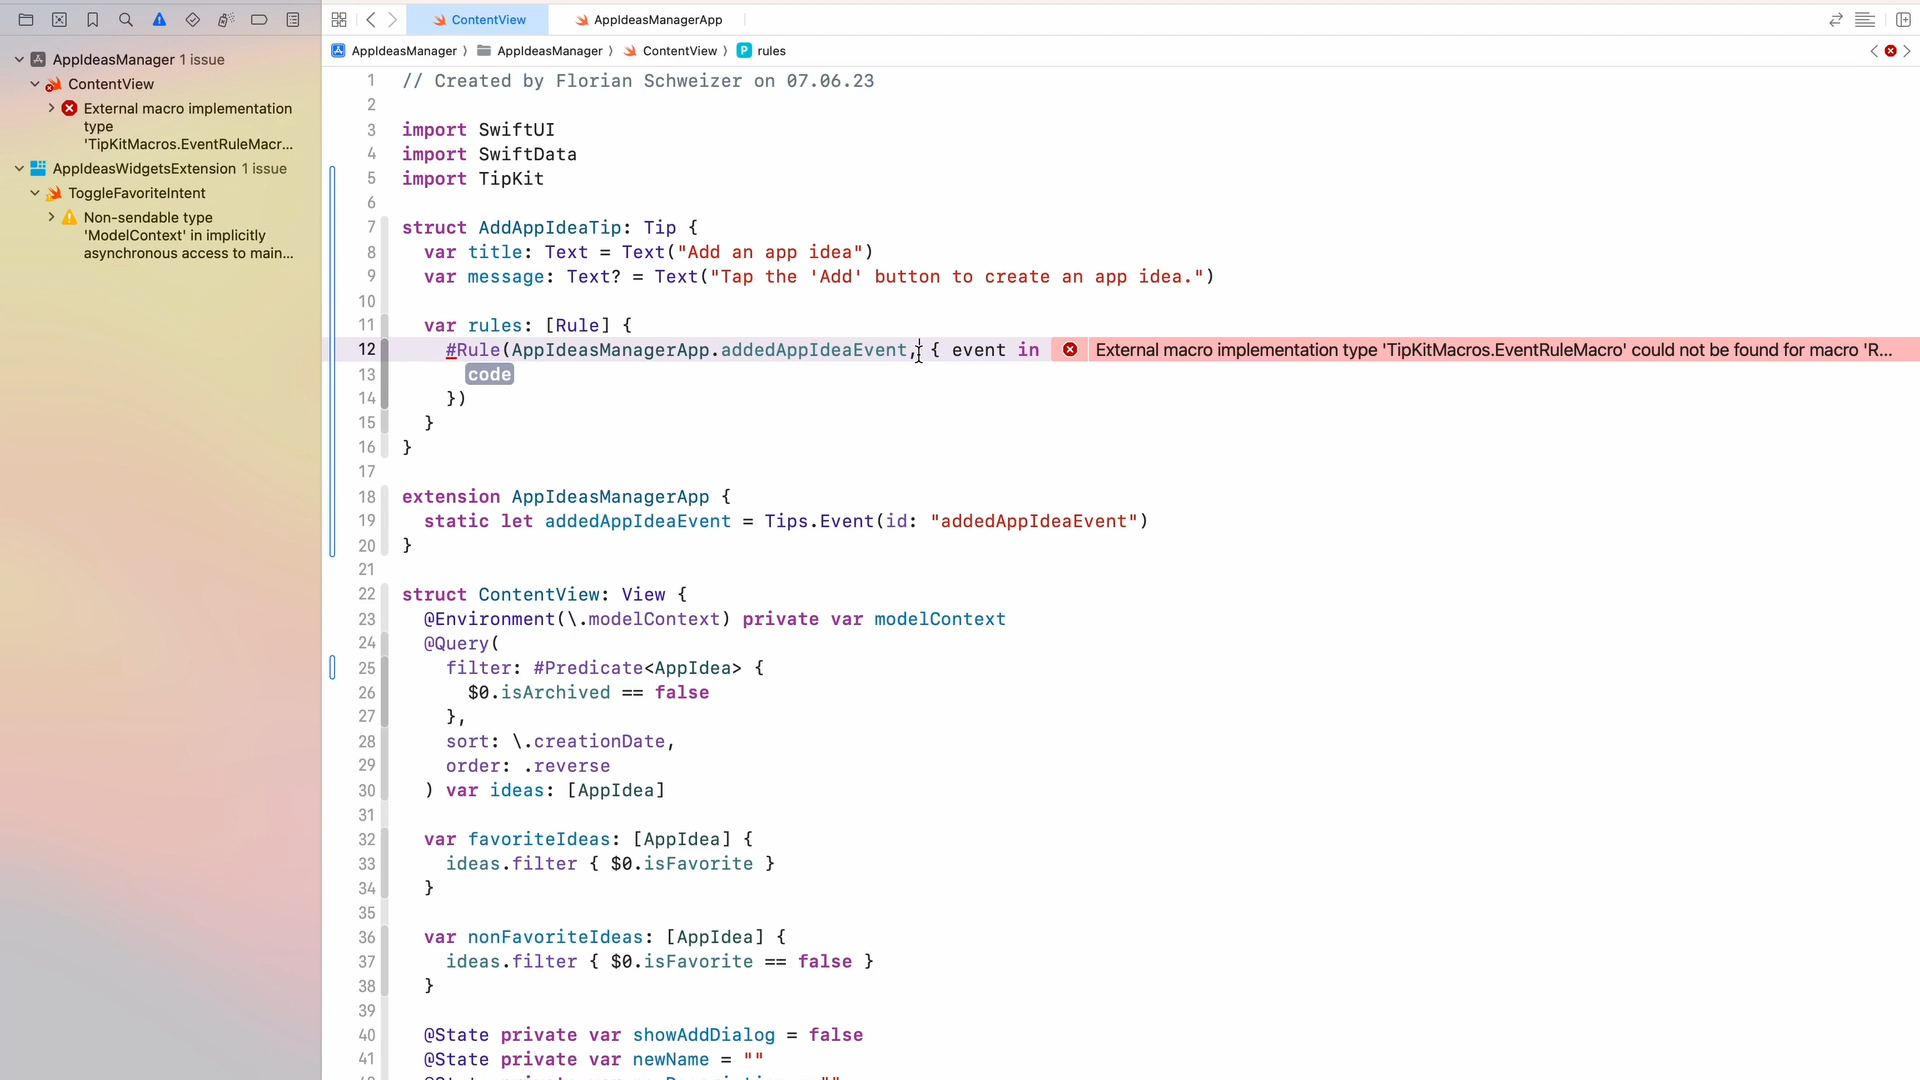 ContentView
AppIdeasManagerApp
AppIdeasManager 1 issue
ContentView
External macro implementation
type
'TipKitMacros.EventRuleMacr...
AppIdeasWidgetsExtension 1 issue
ToggleFavoriteIntent
Non-sendable type
'ModelContext' in implicitly
asynchronous access to main...
AppIdeasManager 〉 AppIdeasManager 〉 ContentView 〉 P rules
1 // Created by Florian Schweizer on 07.06.23
2
3 import SwiftUI
4 import SwiftData
5 import TipKit
6
7 struct AddAppIdeaTip: Tip {
8 var title: Text = Text("Add an app idea")
9 var message: Text? = Text("Tap the 'Add' button to create an app idea.")
10
11 var rules: [Rule] {
12 #Rule(AppIdeasManagerApp.addedAppIdeaEvent, { event in External macro implementation type 'TipKitMacros.EventRuleMacro' could not be found for macro 'R...
13 code
14 })
15 }
16 }
17
18 extension AppIdeasManagerApp {
19 static let addedAppIdeaEvent = Tips.Event(id: "addedAppIdeaEvent")
20 }
21
22 struct ContentView: View {
23 @Environment(\.modelContext) private var modelContext
24 @Query(
25 filter: #Predicate<AppIdea> {
26 $0.isArchived == false
27 },
28 sort: \.creationDate,
29 order: .reverse
30 ) var ideas: [AppIdea]
31
32 var favoriteIdeas: [AppIdea] {
33 ideas.filter { $0.isFavorite }
34 }
35
36 var nonFavoriteIdeas: [AppIdea] {
37 ideas.filter { $0.isFavorite == false }
38 }
39
40 @State private var showAddDialog = false
41 @State private var newName = ""